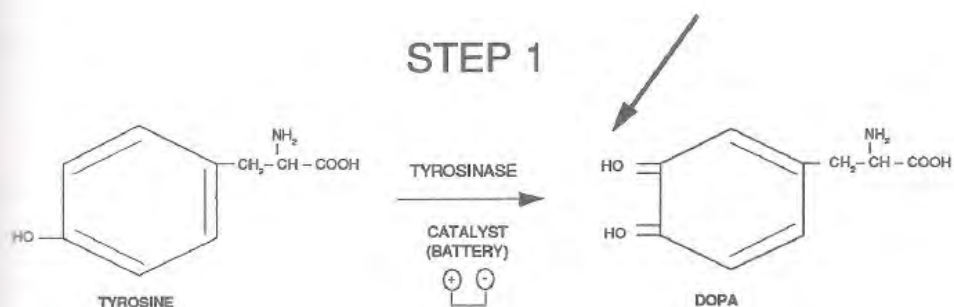 STEP 1
NH₂
CH₂-CH-COOH
HO
TYROSINE
TYROSINASE
CATALYST
(BATTERY)
+ -
NH₂
CH₂-CH-COOH
HO
HO
DOPA